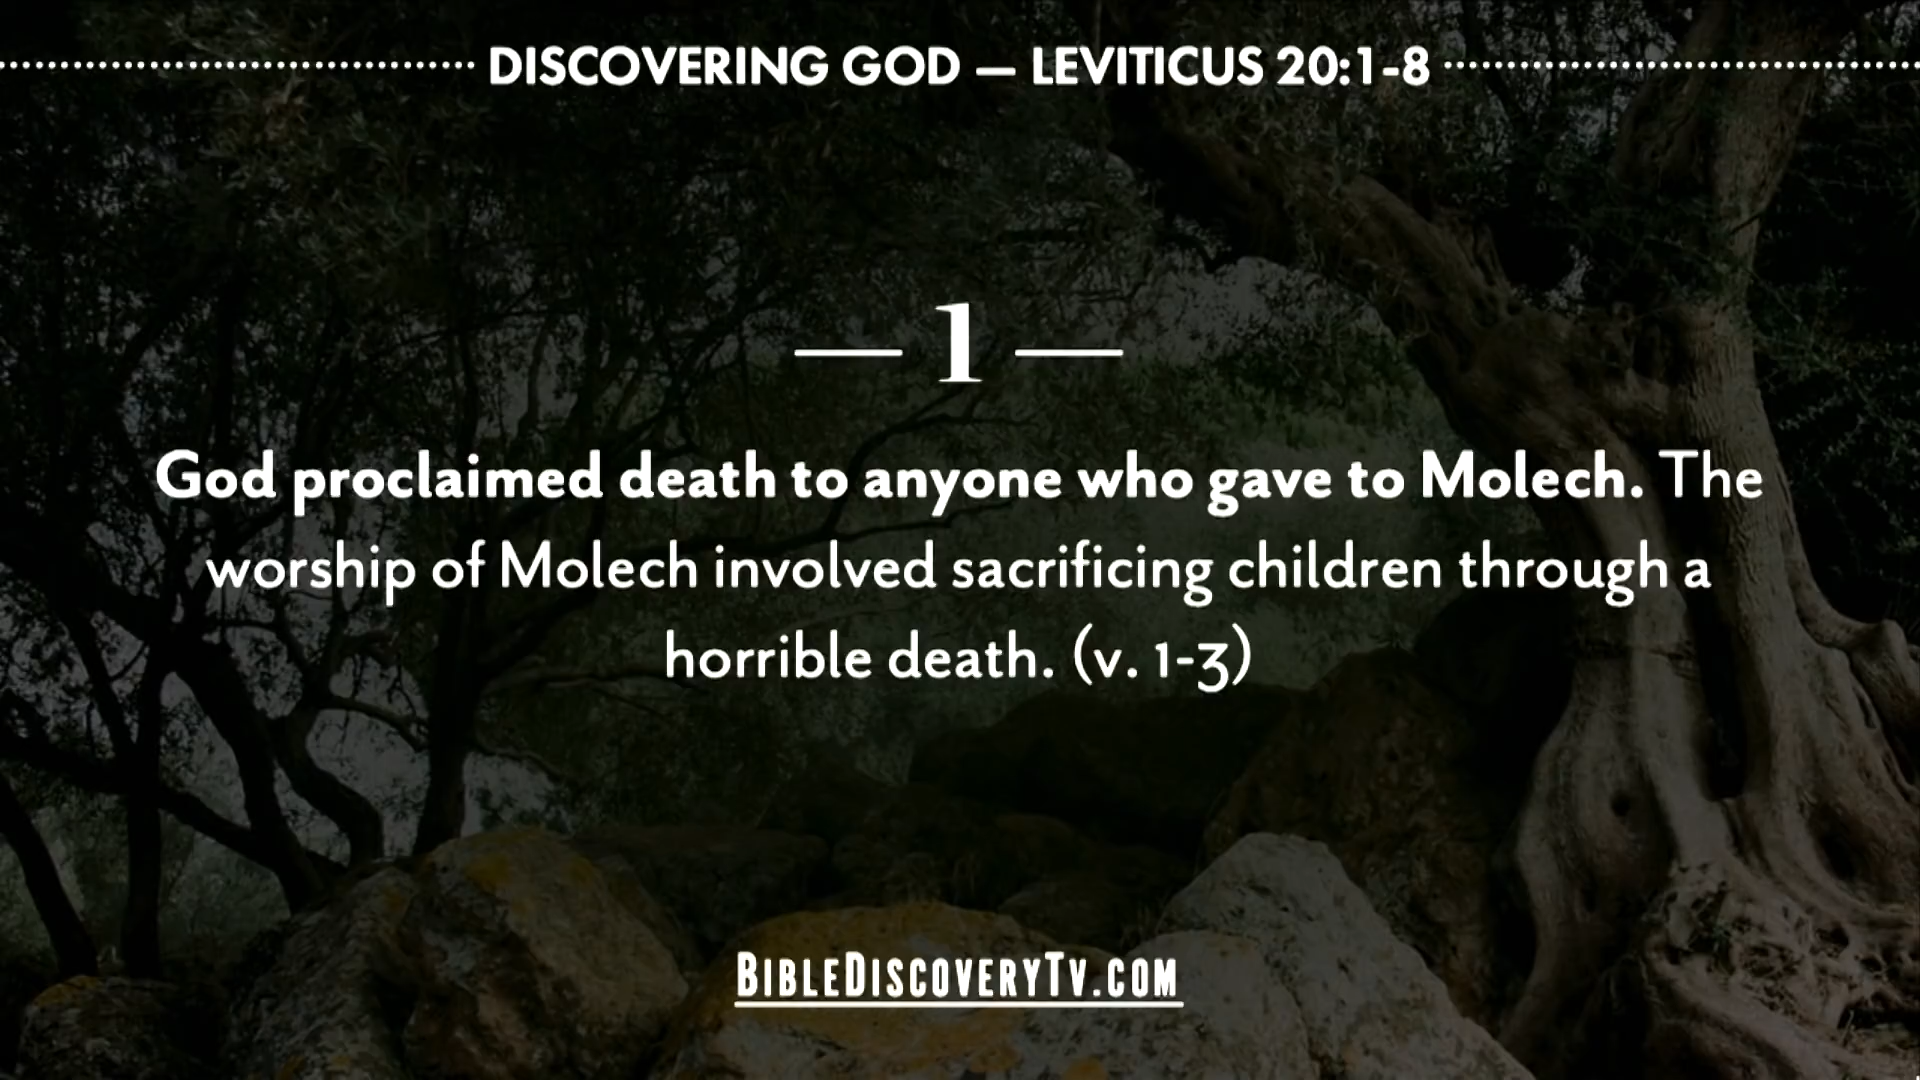 DISCOVERING GOD — LEVITICUS 20:1-8
— 1 —
God proclaimed death to anyone who gave to Molech. The
worship of Molech involved sacrificing children through a
horrible death. (v. 1-3)
BIBLEDISCOVERYTV.COM